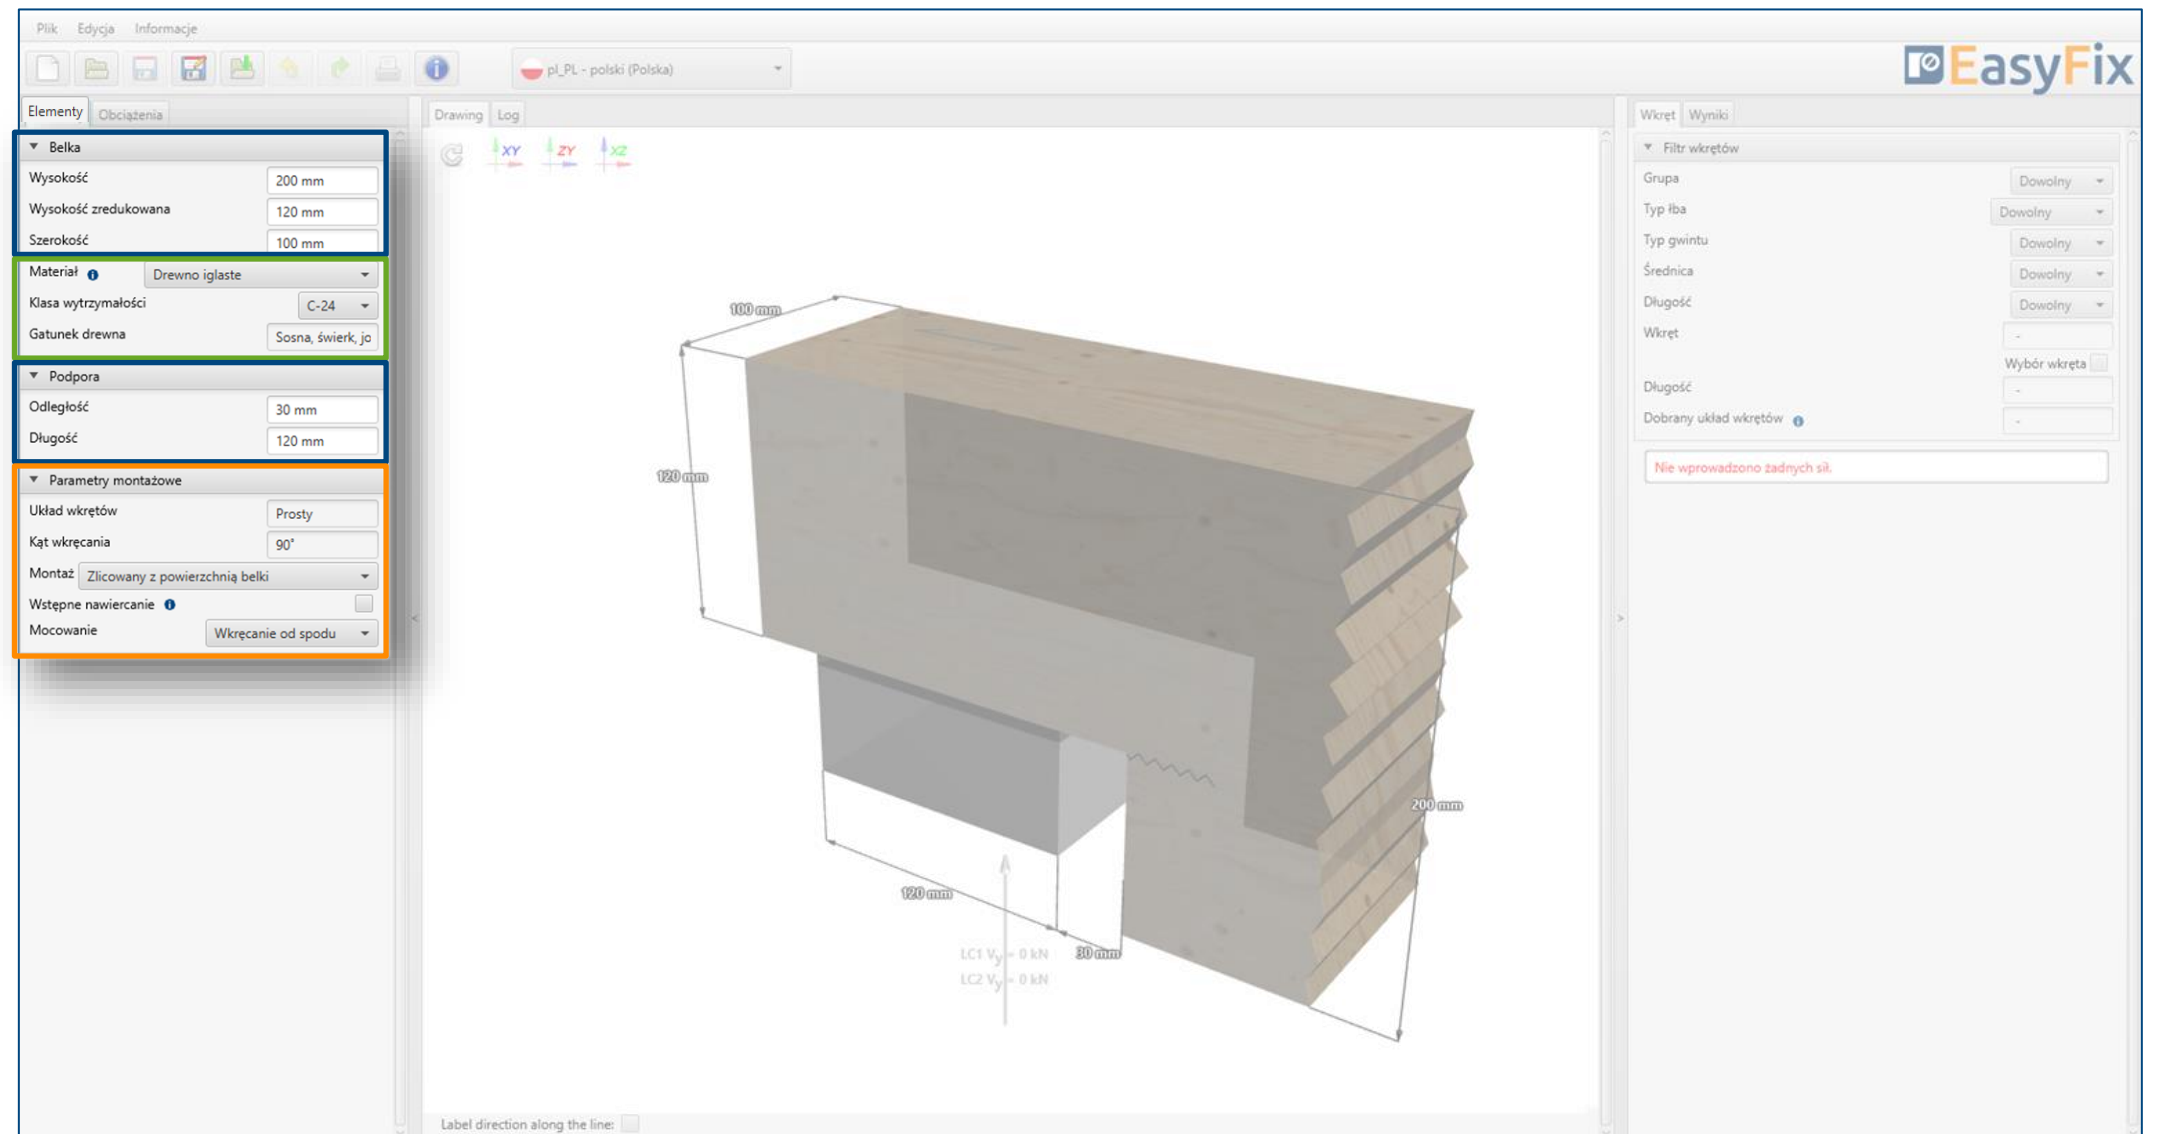 Plik Edycja Informacje
pl_PL - polski (Polska)
EasyFix
Elementy Obciążenia
Drawing Log
Wkręt Wyniki
Belka
Wysokość 200 mm
Wysokość zredukowana 120 mm
Szerokość 100 mm
Materiał Drewno iglaste
Klasa wytrzymałości C-24
Gatunek drewna Sosna, świerk, jo
Podpora
Odległość 30 mm
Długość 120 mm
Parametry montażowe
Układ wkrętów Prosty
Kąt wkręcania 90°
Montaż Zlicowany z powierzchnią belki
Wstępne nawiercanie
Mocowanie Wkręcanie od spodu
XY ZY XZ
100 mm
120 mm
200 mm
120 mm
30 mm
LC1 Vy = 0 kN
LC2 Vy = 0 kN
Label direction along the line:
Filtr wkrętów
Grupa Dowolny
Typ łba Dowolny
Typ gwintu Dowolny
Średnica Dowolny
Długość Dowolny
Wkręt -
Wybór wkręta
Długość -
Dobrany układ wkrętów -
Nie wprowadzono żadnych sił.